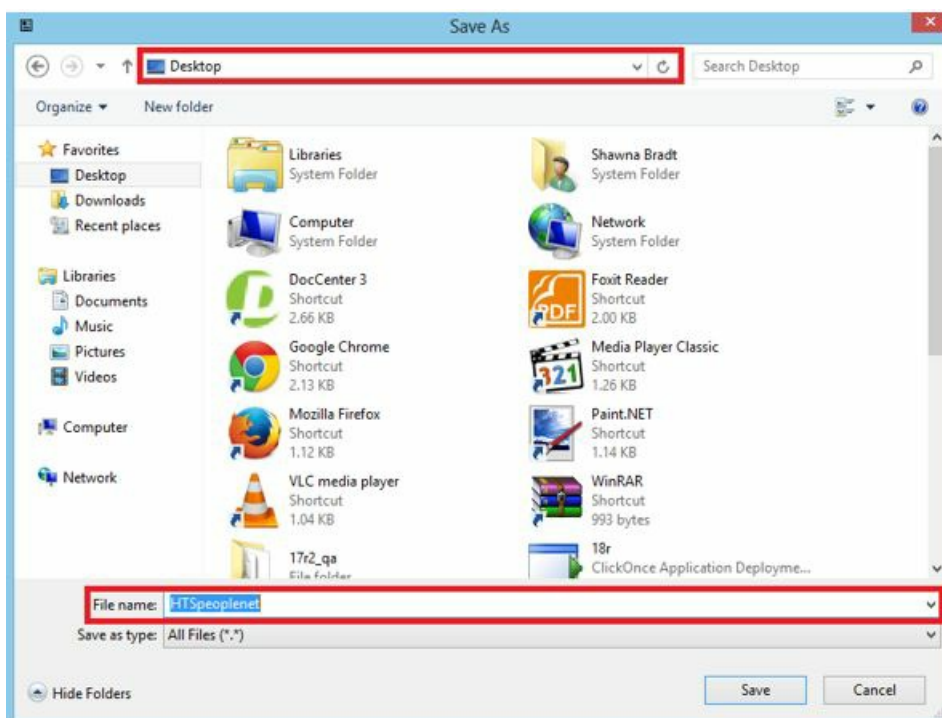 Save As
Desktop
Search Desktop
Organize
New folder
Favorites
Desktop
Downloads
Recent places
Libraries
Documents
Music
Pictures
Videos
Computer
Network
Libraries
System Folder
Shawna Bradt
System Folder
Computer
System Folder
Network
System Folder
DocCenter 3
Shortcut
2.66 KB
PDF
Foxit Reader
Shortcut
2.00 KB
Google Chrome
Shortcut
2.13 KB
321
Media Player Classic
Shortcut
1.26 KB
Mozilla Firefox
Shortcut
1.12 KB
Paint.NET
Shortcut
1.14 KB
VLC media player
Shortcut
1.04 KB
WinRAR
Shortcut
993 bytes
17r2_qa
File folder
18r
ClickOnce Application Deployme...
File name: HTSpeoplenet
Save as type: All Files (*.*)
Hide Folders
Save
Cancel